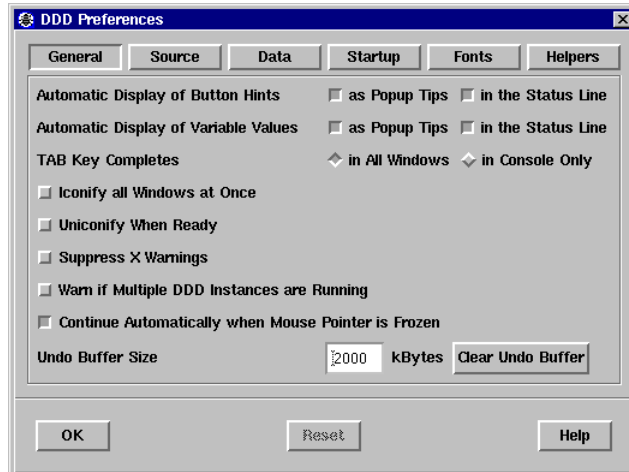 DDD Preferences
General Source Data Startup Fonts Helpers
Automatic Display of Button Hints as Popup Tips in the Status Line
Automatic Display of Variable Values as Popup Tips in the Status Line
TAB Key Completes in All Windows in Console Only
Iconify all Windows at Once
Uniconify When Ready
Suppress X Warnings
Warn if Multiple DDD Instances are Running
Continue Automatically when Mouse Pointer is Frozen
Undo Buffer Size 2000 kBytes Clear Undo Buffer
OK Reset Help